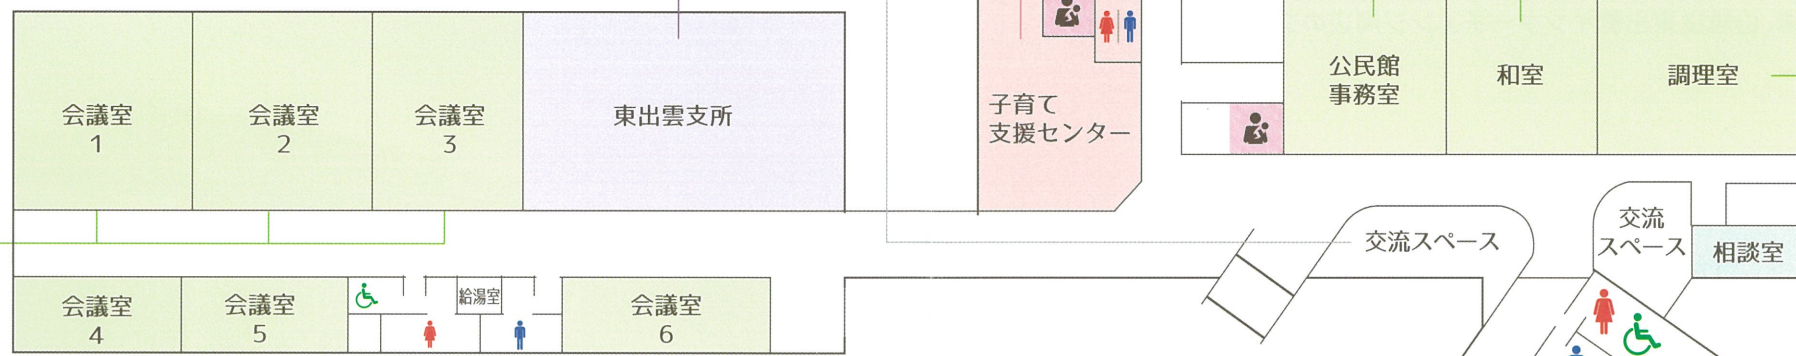 会議室
1
会議室
2
会議室
3
東出雲支所
子育て
支援センター
公民館
事務室
和室
調理室
交流スペース
交流
スペース
相談室
会議室
4
会議室
5
給湯室
会議室
6